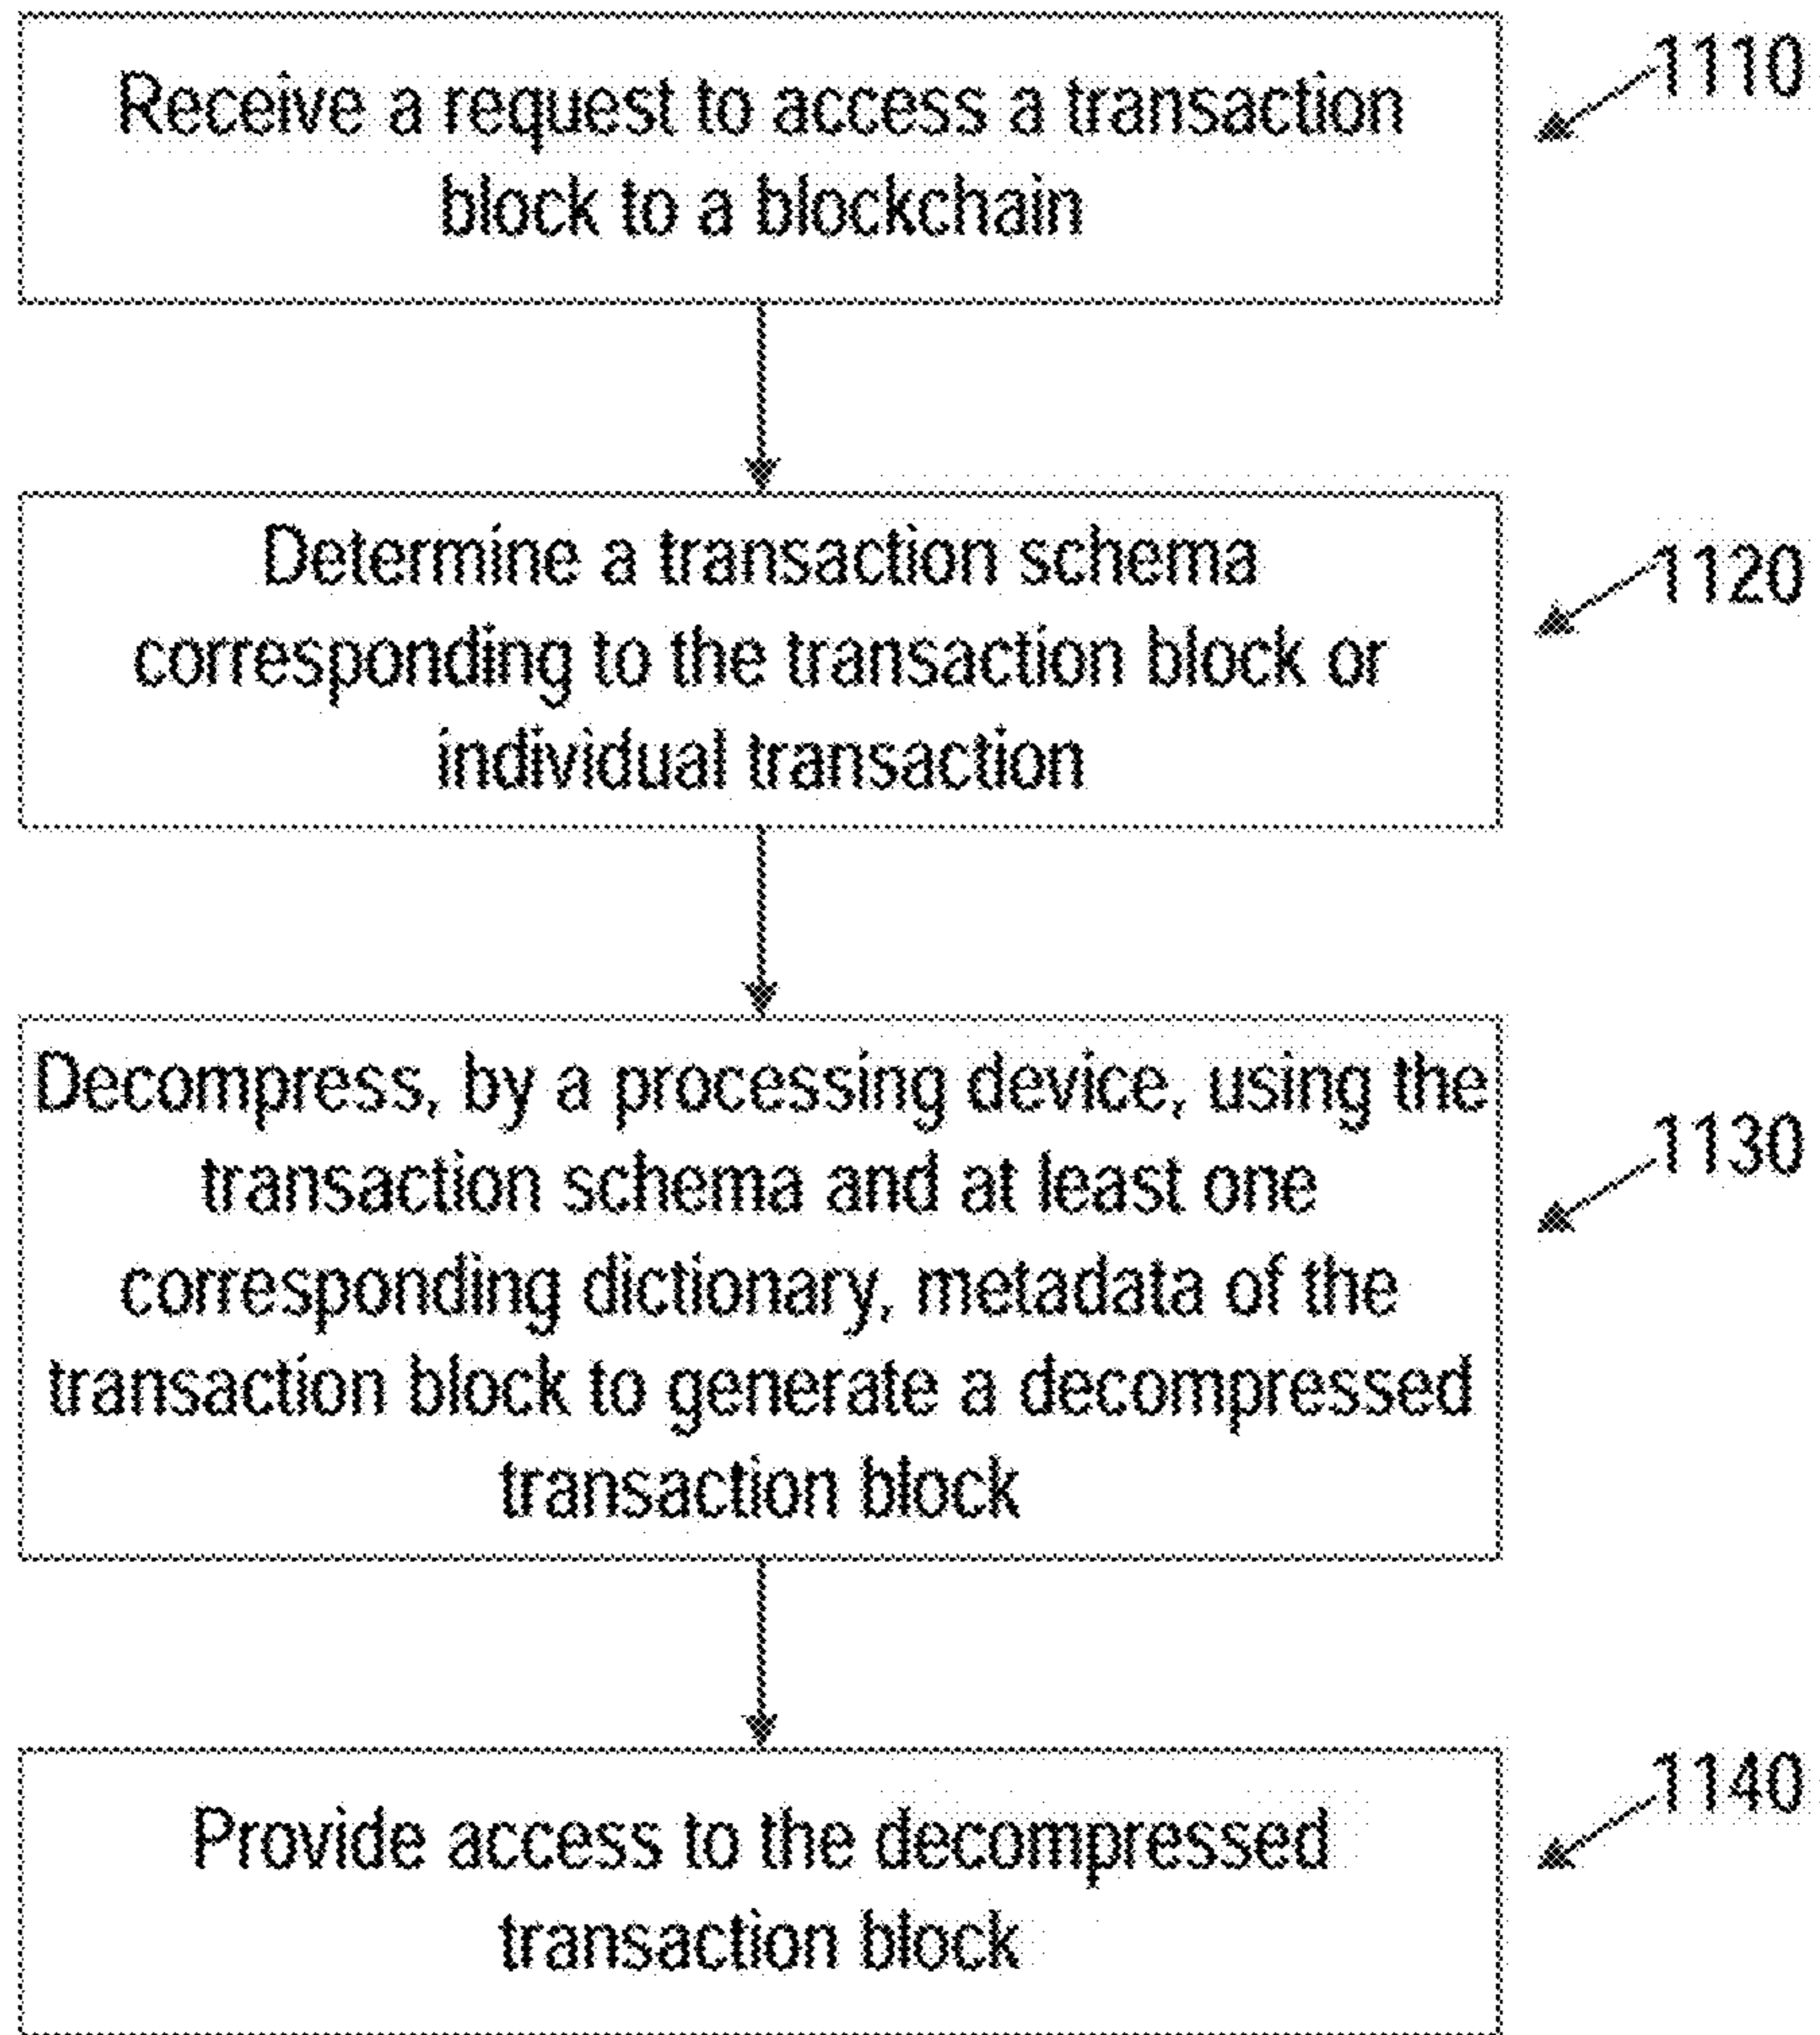 Receive a request to access a transaction
block to a blockchain
1110
Determine a transaction schema
corresponding to the transaction block or
individual transaction
1120
Decompress, by a processing device, using the
transaction schema and at least one
corresponding dictionary, metadata of the
transaction block to generate a decompressed
transaction block
1130
Provide access to the decompressed
transaction block
1140